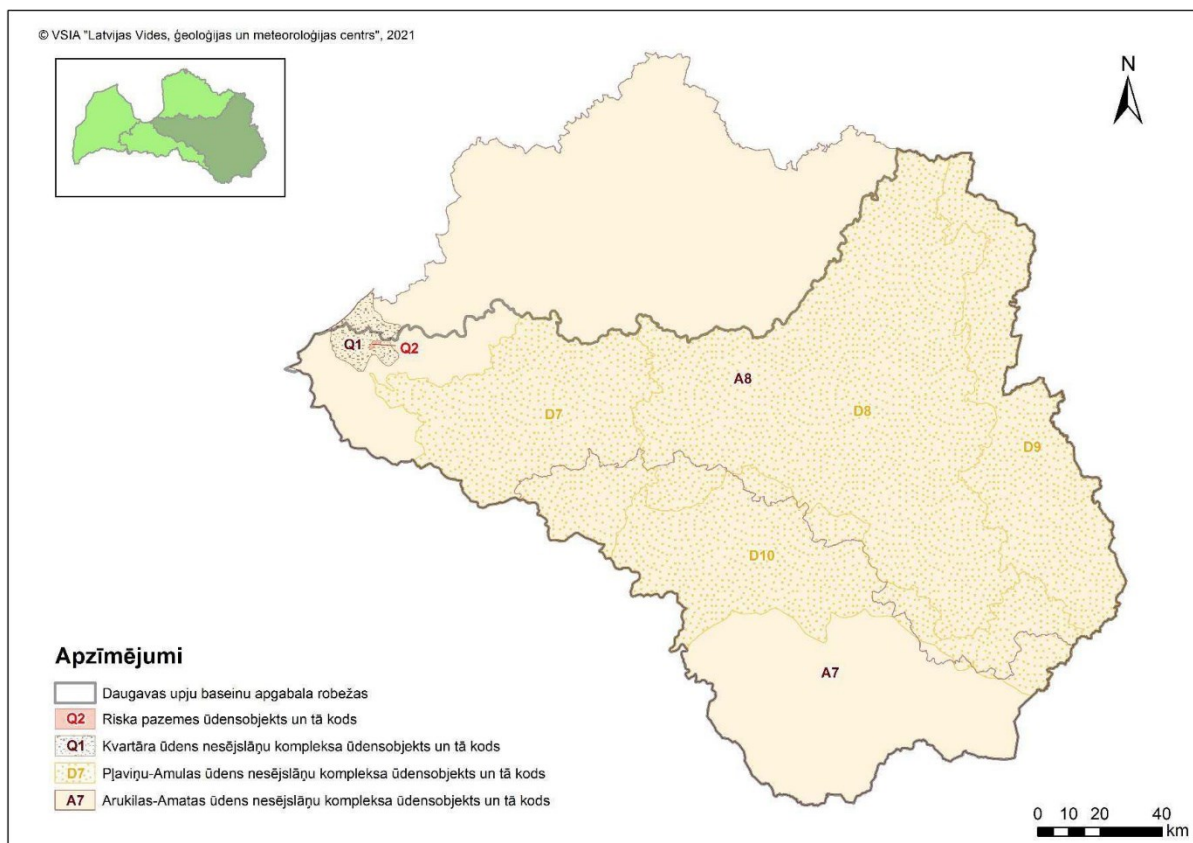 © VSIA "Latvijas Vides, ģeoloģijas un meteoroloģijas centrs", 2021
N
Q1
Q2
A8
D7
D8
D9
D10
A7
Apzīmējumi
Daugavas upju baseinu apgabala robežas
Q2 Riska pazemes ūdensobjekts un tā kods
Q1 Kvartāra ūdens nesējslāņu kompleksa ūdensobjekts un tā kods
D7 Pļaviņu-Amulas ūdens nesējslāņu kompleksa ūdensobjekts un tā kods
A7 Arukilas-Amatas ūdens nesējslāņu kompleksa ūdensobjekts un tā kods
0 10 20 40
km